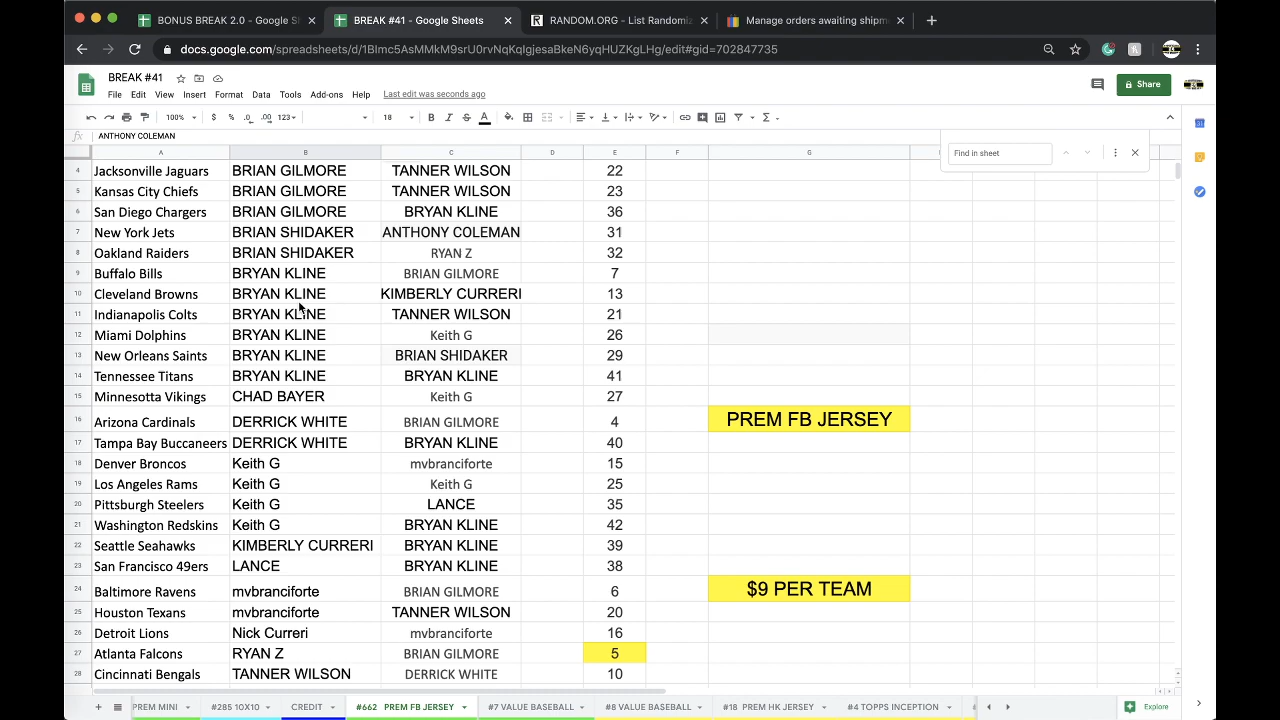 BONUS BREAK 2.0 - Google S
BREAK #41 - Google Sheets
RANDOM.ORG - List Randomi
Manage orders awaiting shipm
docs.google.com/spreadsheets/d/1BImc5AsMMkM9srU0rvNqKqIgjesaBkeN6yqHUZKgLHg/edit#gid=702847735
BREAK #41
File Edit View Insert Format Data Tools Add-ons Help Last edit was seconds ago
Share
100% $ % .0 .00 123 18 B I S A
fx ANTHONY COLEMAN
Find in sheet
A B C D E F G
4 Jacksonville Jaguars BRIAN GILMORE TANNER WILSON 22
5 Kansas City Chiefs BRIAN GILMORE TANNER WILSON 23
6 San Diego Chargers BRIAN GILMORE BRYAN KLINE 36
7 New York Jets BRIAN SHIDAKER ANTHONY COLEMAN 31
8 Oakland Raiders BRIAN SHIDAKER RYAN Z 32
9 Buffalo Bills BRYAN KLINE BRIAN GILMORE 7
10 Cleveland Browns BRYAN KLINE KIMBERLY CURRERI 13
11 Indianapolis Colts BRYAN KLINE TANNER WILSON 21
12 Miami Dolphins BRYAN KLINE Keith G 26
13 New Orleans Saints BRYAN KLINE BRIAN SHIDAKER 29
14 Tennessee Titans BRYAN KLINE BRYAN KLINE 41
15 Minnesotta Vikings CHAD BAYER Keith G 27
16 Arizona Cardinals DERRICK WHITE BRIAN GILMORE 4 PREM FB JERSEY
17 Tampa Bay Buccaneers DERRICK WHITE BRYAN KLINE 40
18 Denver Broncos Keith G mvbranciforte 15
19 Los Angeles Rams Keith G Keith G 25
20 Pittsburgh Steelers Keith G LANCE 35
21 Washington Redskins Keith G BRYAN KLINE 42
22 Seattle Seahawks KIMBERLY CURRERI BRYAN KLINE 39
23 San Francisco 49ers LANCE BRYAN KLINE 38
24 Baltimore Ravens mvbranciforte BRIAN GILMORE 6 $9 PER TEAM
25 Houston Texans mvbranciforte TANNER WILSON 20
26 Detroit Lions Nick Curreri mvbranciforte 16
27 Atlanta Falcons RYAN Z BRIAN GILMORE 5
28 Cincinnati Bengals TANNER WILSON DERRICK WHITE 10
PREM MINI #285 10X10 CREDIT #662 PREM FB JERSEY #7 VALUE BASEBALL #8 VALUE BASEBALL #18 PREM HK JERSEY #4 TOPPS INCEPTION Explore